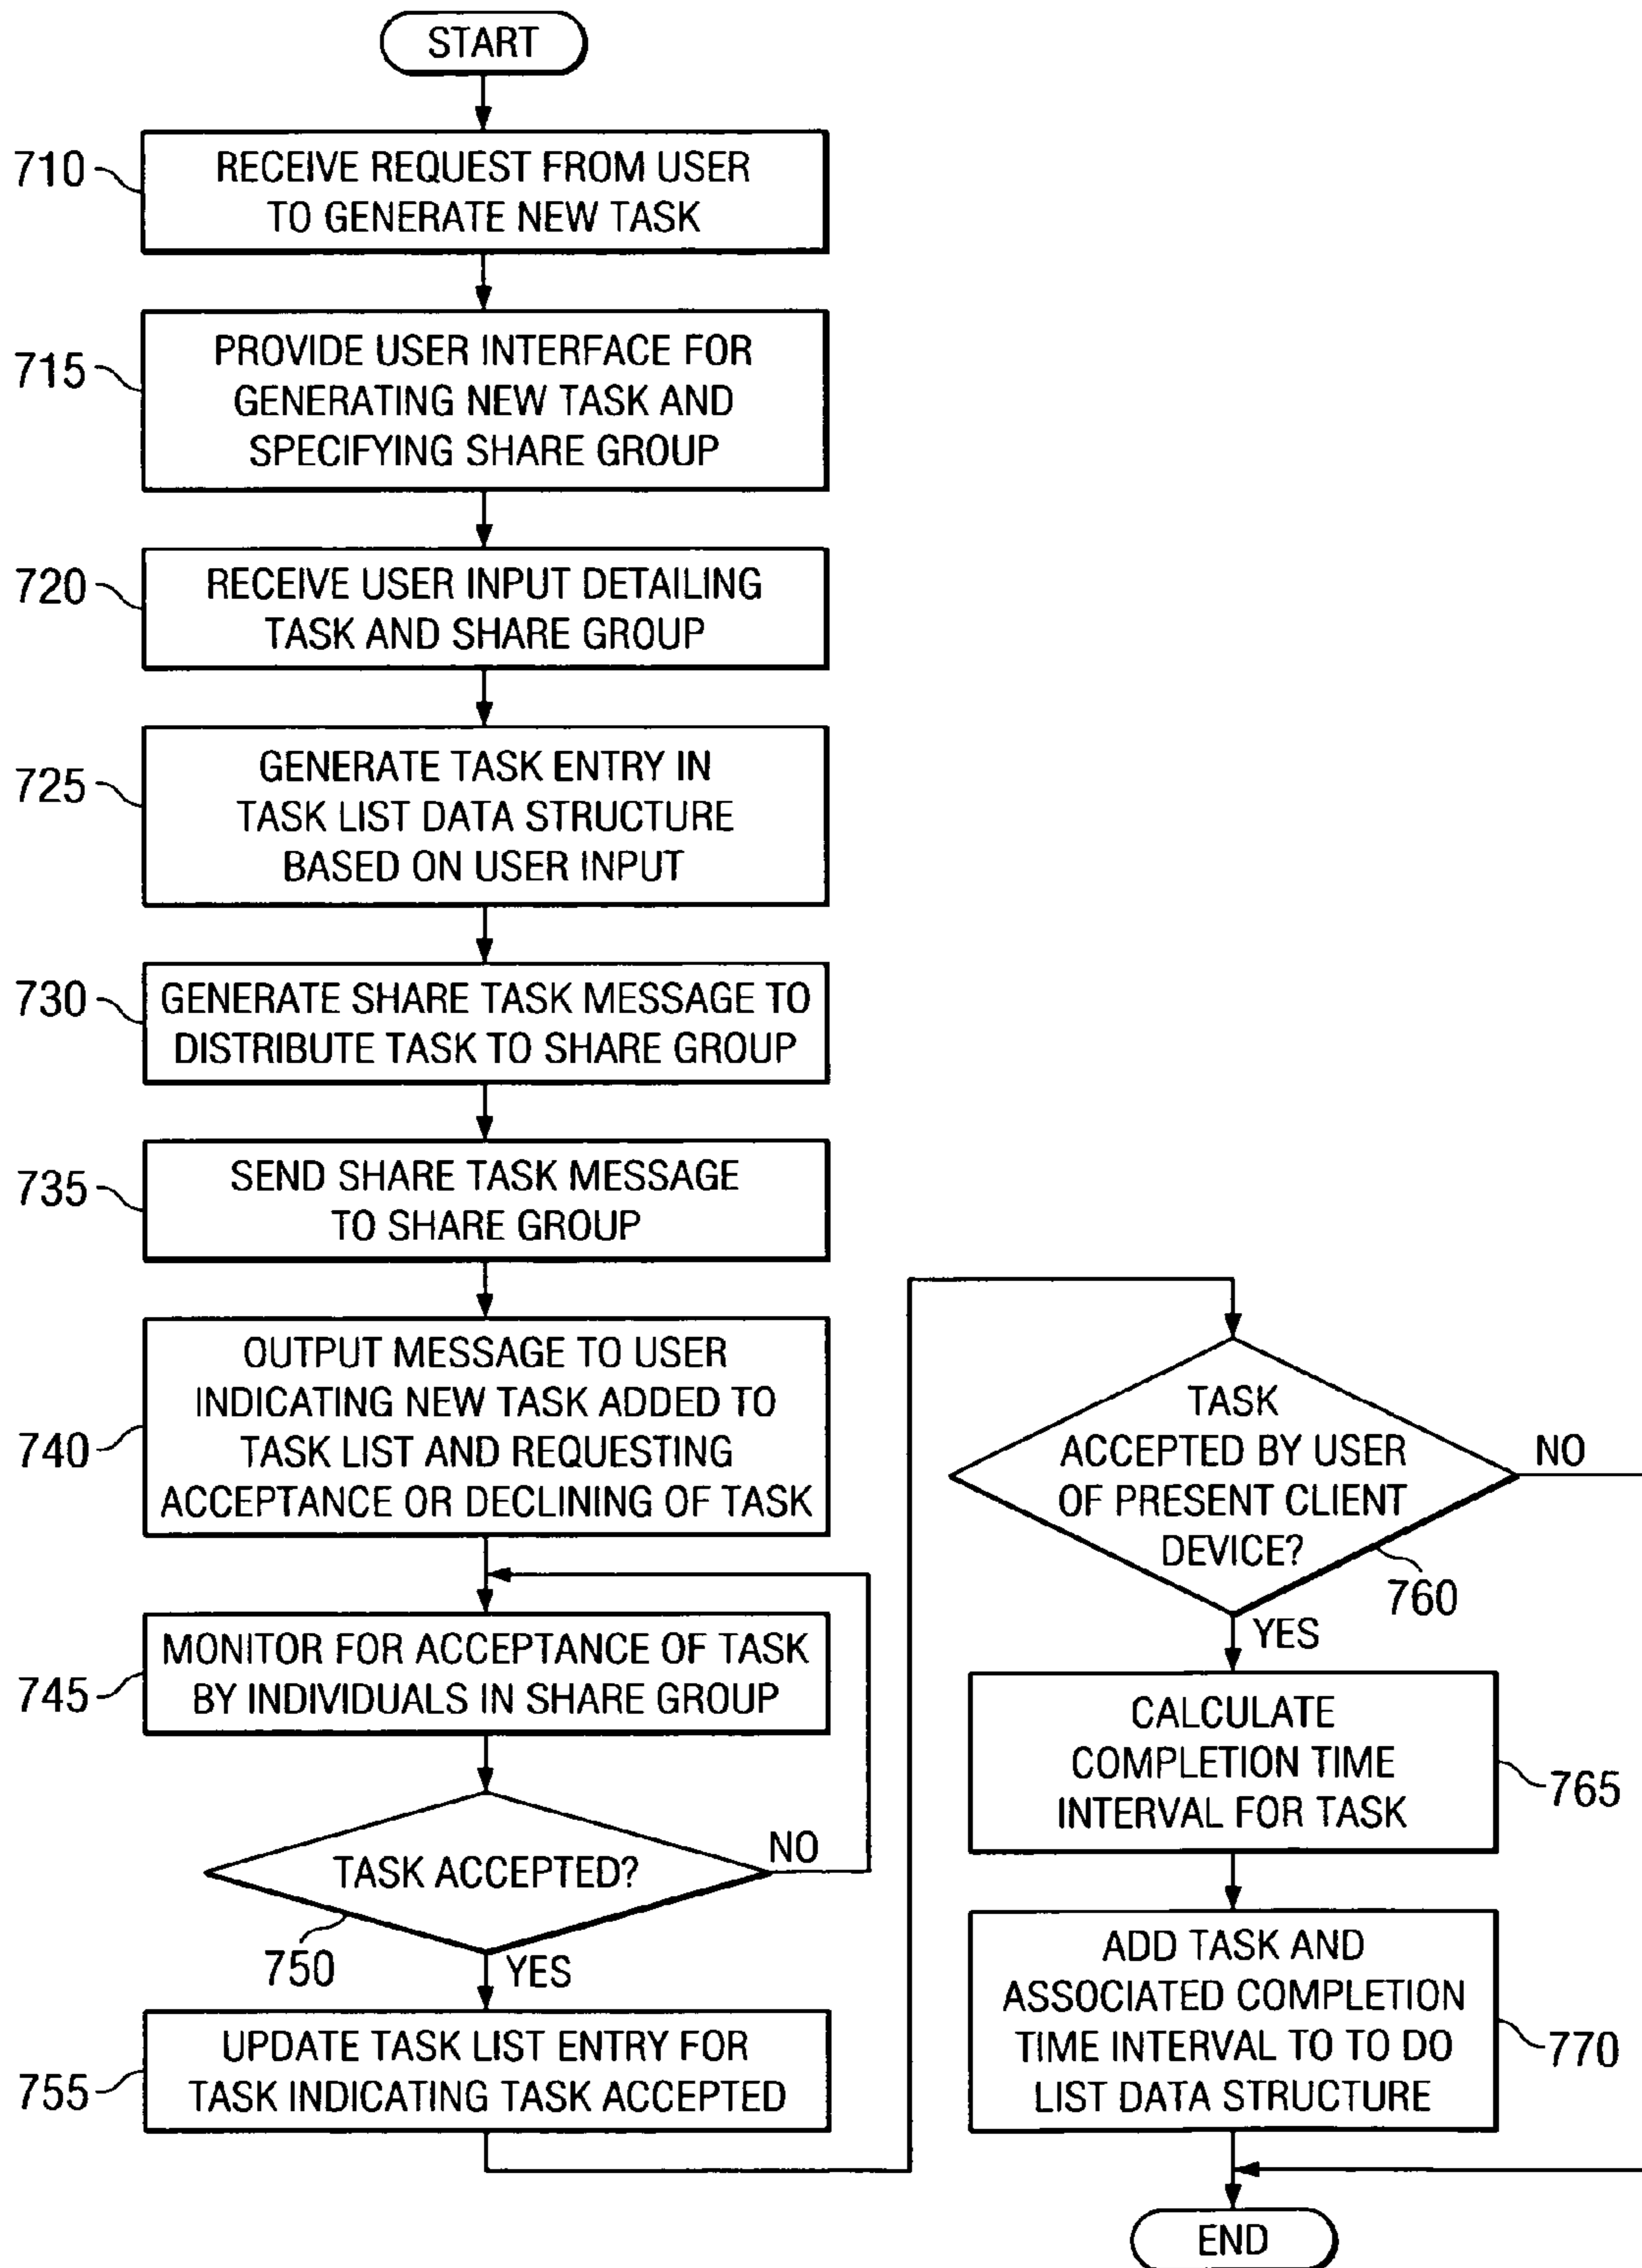 START
710
RECEIVE REQUEST FROM USER
TO GENERATE NEW TASK
715
PROVIDE USER INTERFACE FOR
GENERATING NEW TASK AND
SPECIFYING SHARE GROUP
720
RECEIVE USER INPUT DETAILING
TASK AND SHARE GROUP
725
GENERATE TASK ENTRY IN
TASK LIST DATA STRUCTURE
BASED ON USER INPUT
730
GENERATE SHARE TASK MESSAGE TO
DISTRIBUTE TASK TO SHARE GROUP
735
SEND SHARE TASK MESSAGE
TO SHARE GROUP
740
OUTPUT MESSAGE TO USER
INDICATING NEW TASK ADDED TO
TASK LIST AND REQUESTING
ACCEPTANCE OR DECLINING OF TASK
745
MONITOR FOR ACCEPTANCE OF TASK
BY INDIVIDUALS IN SHARE GROUP
TASK ACCEPTED?
NO
750
YES
755
UPDATE TASK LIST ENTRY FOR
TASK INDICATING TASK ACCEPTED
TASK
ACCEPTED BY USER
OF PRESENT CLIENT
DEVICE?
NO
760
YES
CALCULATE
COMPLETION TIME
INTERVAL FOR TASK
765
ADD TASK AND
ASSOCIATED COMPLETION
TIME INTERVAL TO TO DO
LIST DATA STRUCTURE
770
END